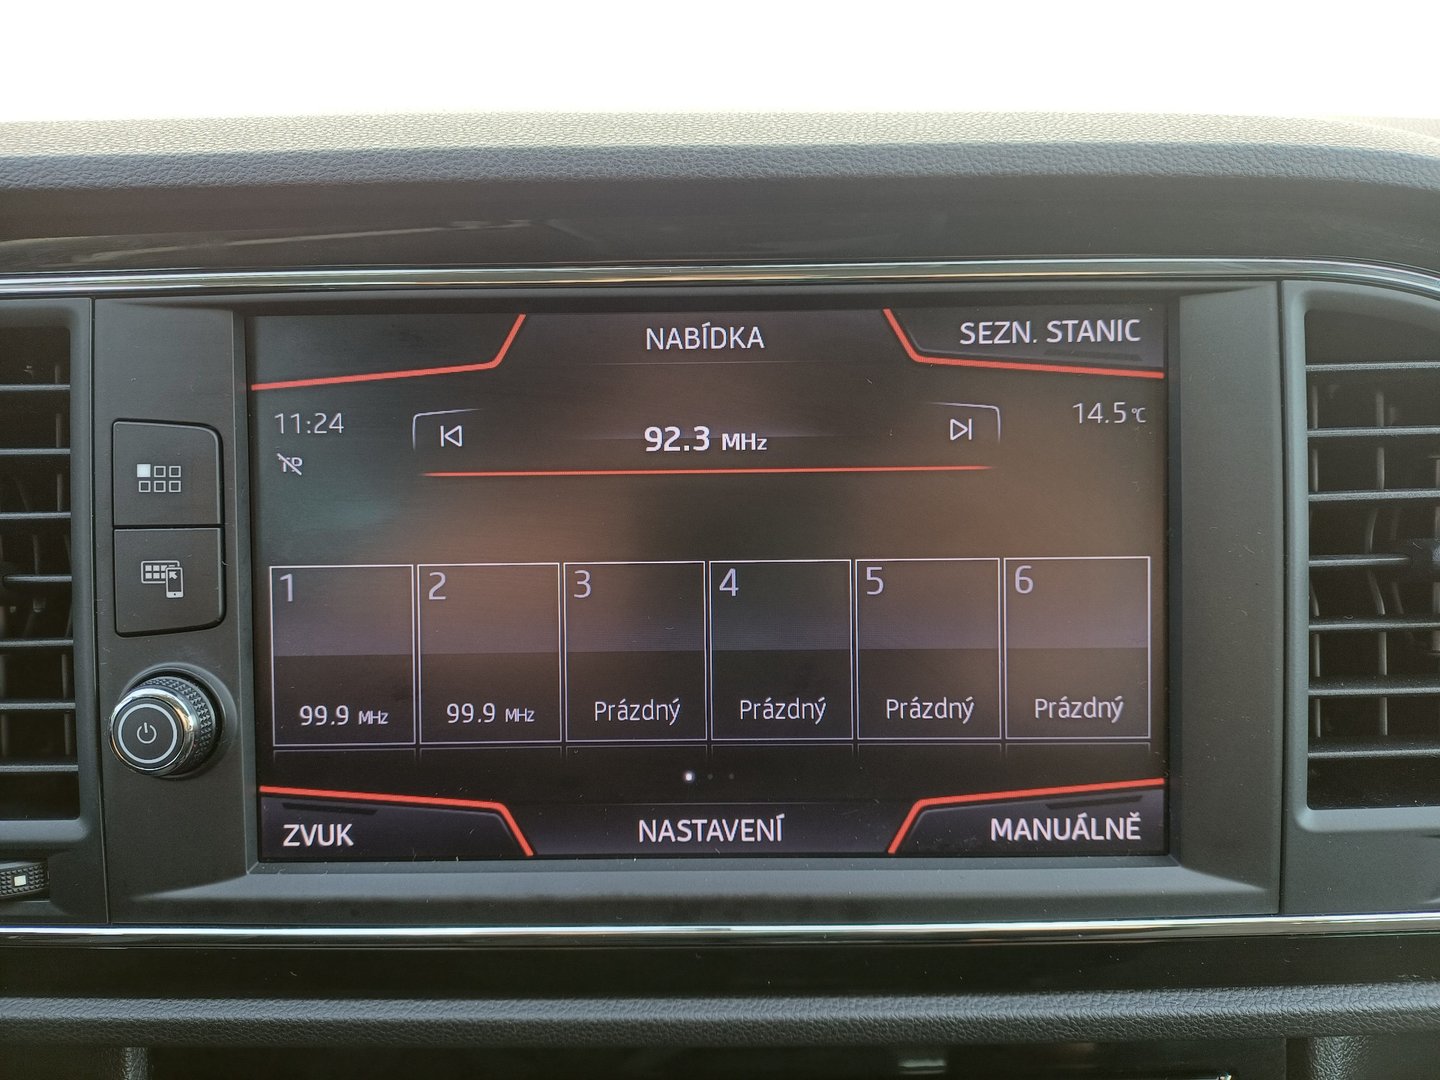 NABÍDKA
SEZN. STANIC
11:24
92.3 MHz
14.5°C
TP
1
2
3
4
5
6
99.9 MHz
99.9 MHz
Prázdný
Prázdný
Prázdný
Prázdný
ZVUK
NASTAVENÍ
MANUÁLNĚ